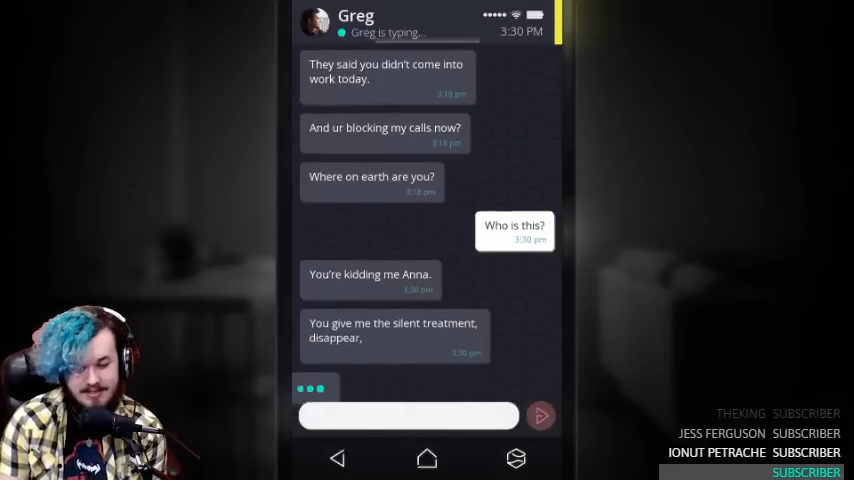 Greg
Greg is typing...
3:30 PM
They said you didn't come into
work today.
3:18 pm
And ur blocking my calls now?
3:18 pm
Where on earth are you?
3:18 pm
Who is this?
3:30 pm
You're kidding me Anna.
3:30 pm
You give me the silent treatment,
disappear,
3:30 pm
THEKING SUBSCRIBER
JESS FERGUSON SUBSCRIBER
IONUT PETRACHE SUBSCRIBER
SUBSCRIBER